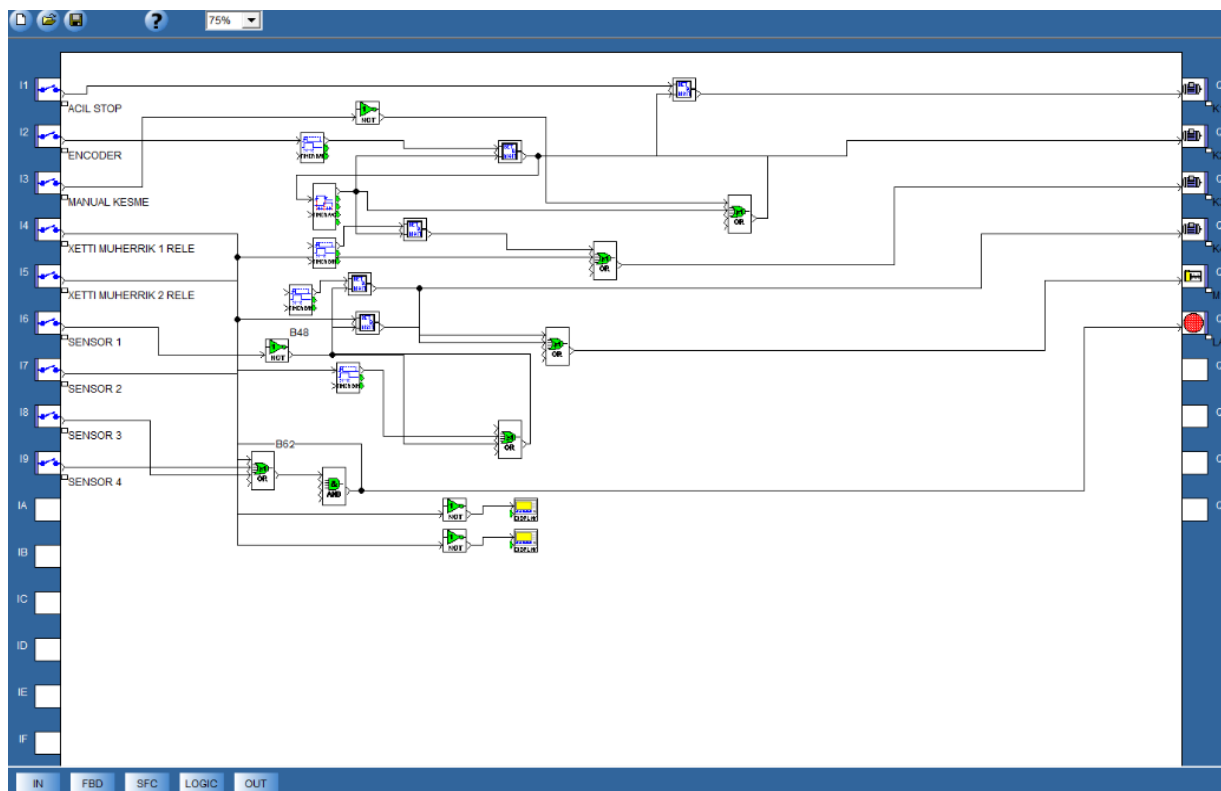 75%
I1
ACIL STOP
NOT
I2
ENCODER
I3
MANUAL KESME
OR
I4
XETTI MUHERRIK 1 RELE
OR
I5
XETTI MUHERRIK 2 RELE
I6
SENSOR 1
B48
NOT
OR
I7
SENSOR 2
I8
SENSOR 3
OR
B62
I9
SENSOR 4
OR
AND
IA
NOT
DISPLAY
IB
NOT
DISPLAY
IC
ID
IE
IF
IN
FBD
SFC
LOGIC
OUT